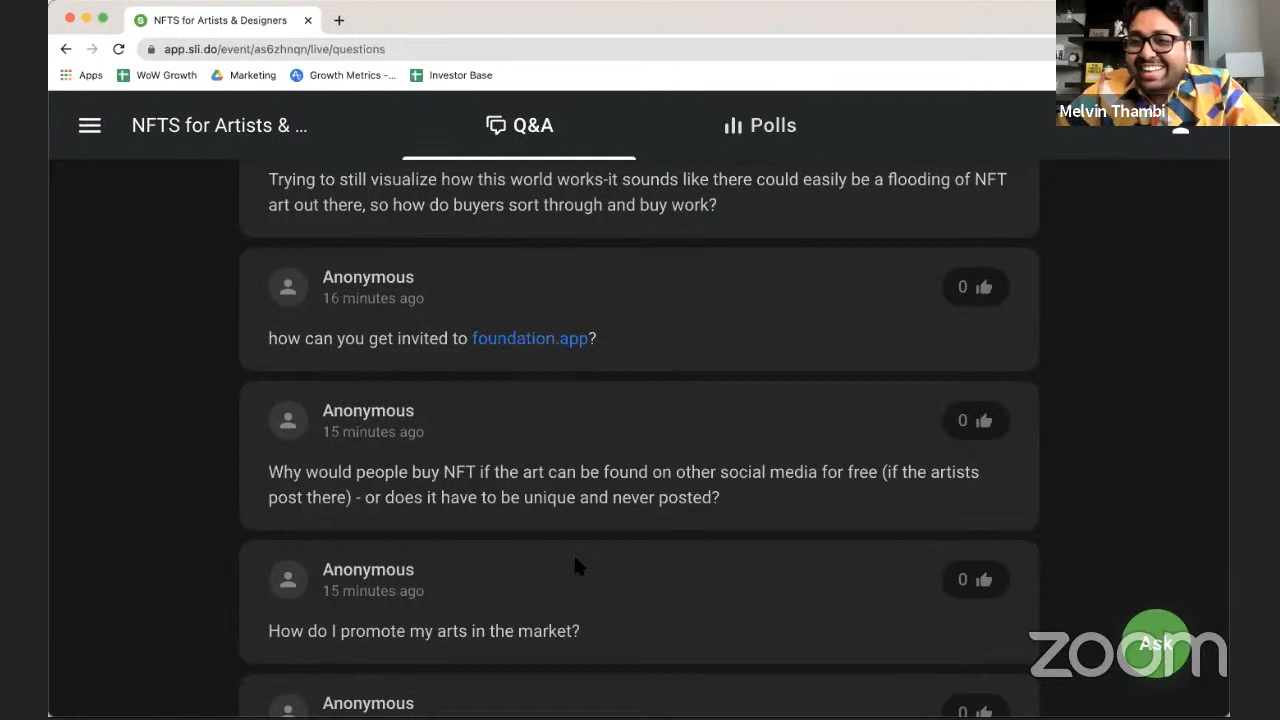 NFTS for Artists & Designers
app.sli.do/event/as6zhnqn/live/questions
Apps WoW Growth Marketing Growth Metrics -... Investor Base
Melvin Thambi
NFTS for Artists & ... Q&A Polls
Trying to still visualize how this world works-it sounds like there could easily be a flooding of NFT
art out there, so how do buyers sort through and buy work?
Anonymous
16 minutes ago
0
how can you get invited to foundation.app?
Anonymous
15 minutes ago
0
Why would people buy NFT if the art can be found on other social media for free (if the artists
post there) - or does it have to be unique and never posted?
Anonymous
15 minutes ago
0
How do I promote my arts in the market?
Ask
zoom
Anonymous
0